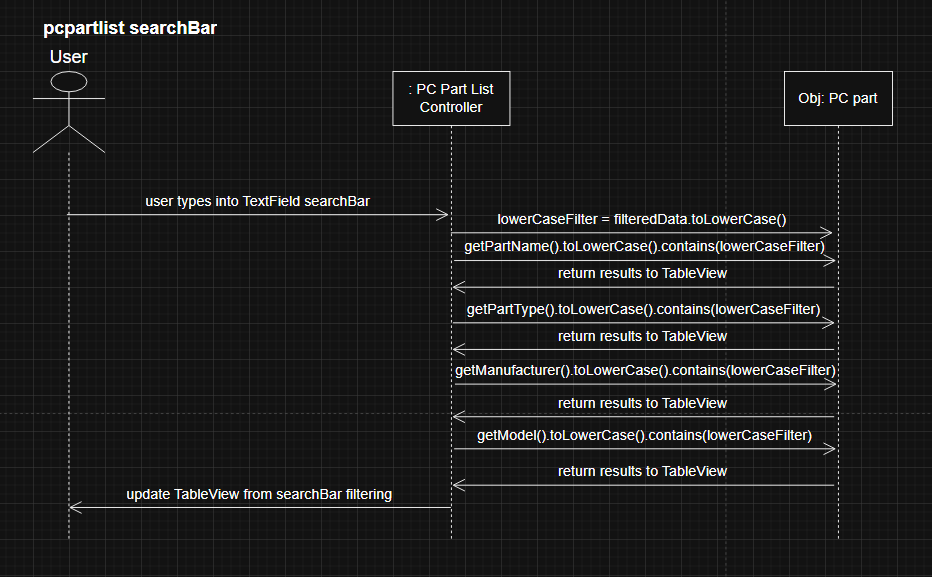 pcpartlist searchBar
User
: PC Part List
Controller
Obj: PC part
user types into TextField searchBar
lowerCaseFilter = filteredData.toLowerCase()
getPartName().toLowerCase().contains(lowerCaseFilter)
return results to TableView
getPartType().toLowerCase().contains(lowerCaseFilter)
return results to TableView
getManufacturer().toLowerCase().contains(lowerCaseFilter)
return results to TableView
getModel().toLowerCase().contains(lowerCaseFilter)
return results to TableView
update TableView from searchBar filtering